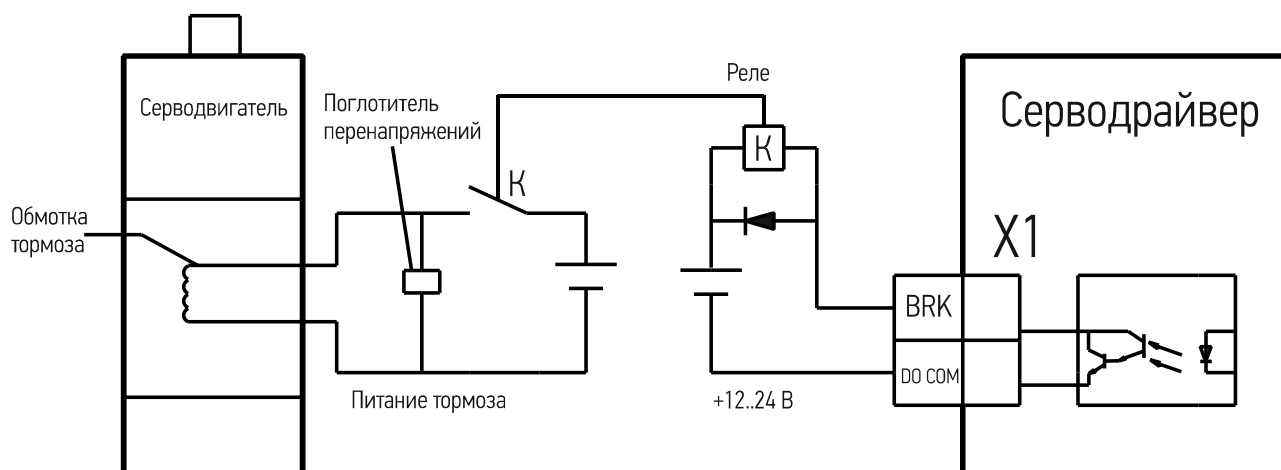 Реле
Серводвигатель
Поглотитель
перенапряжений
Серводрайвер
К
К
Обмотка
тормоза
X1
BRK
DO COM
Питание тормоза
+12..24 В